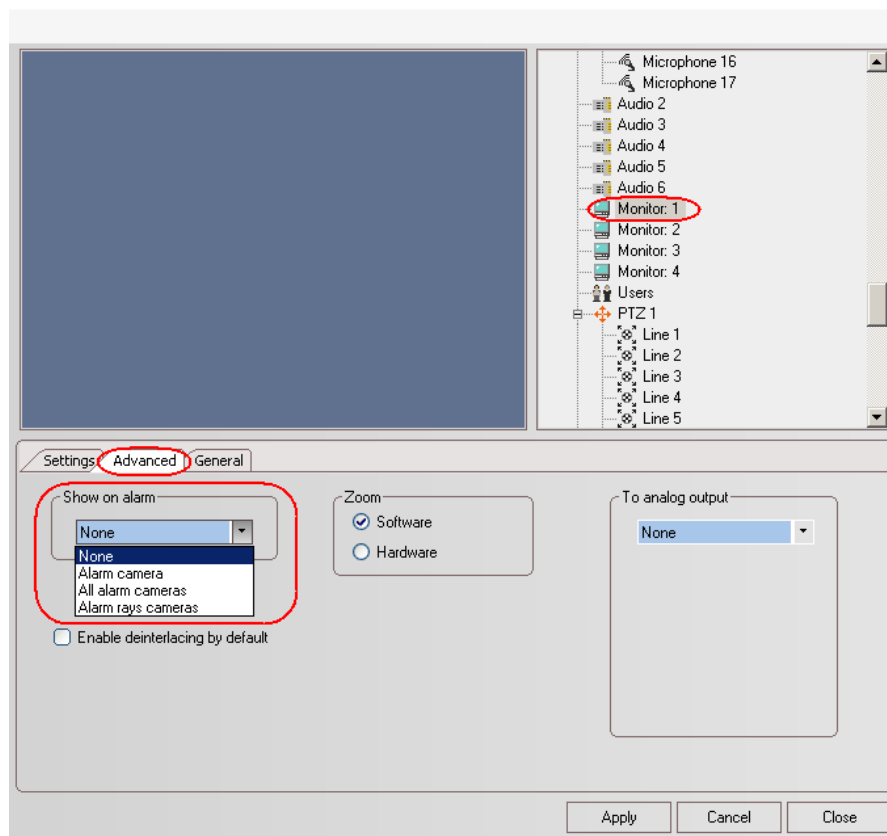 Microphone 16
Microphone 17
Audio 2
Audio 3
Audio 4
Audio 5
Audio 6
Monitor: 1
Monitor: 2
Monitor: 3
Monitor: 4
Users
PTZ 1
Line 1
Line 2
Line 3
Line 4
Line 5
Settings Advanced General
Show on alarm
None
None
Alarm camera
All alarm cameras
Alarm rays cameras
Enable deinterlacing by default
Zoom
Software
Hardware
To analog output
None
Apply Cancel Close